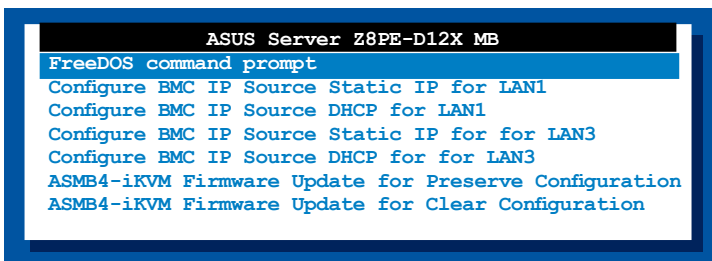 ASUS Server Z8PE-D12X MB
FreeDOS command prompt
Configure BMC IP Source Static IP for LAN1
Configure BMC IP Source DHCP for LAN1
Configure BMC IP Source Static IP for for LAN3
Configure BMC IP Source DHCP for for LAN3
ASMB4-iKVM Firmware Update for Preserve Configuration
ASMB4-iKVM Firmware Update for Clear Configuration